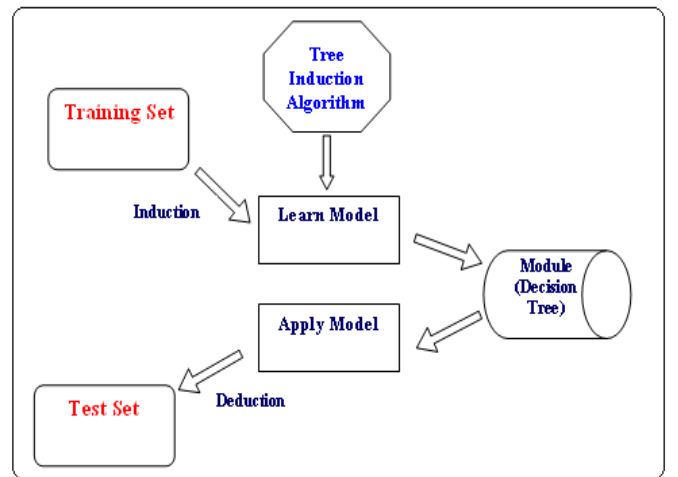 Tree
Induction
Algorithm
Training Set
Induction
Learn Model
Module
(Decision
Tree)
Apply Model
Deduction
Test Set